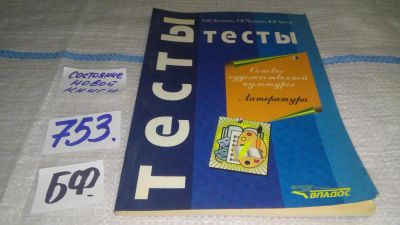 СОСТОЯНИЕ
НОВОЙ
КНИГИ
753.
БФ.
ТЕСТЫ
тесты
Основы
художественной
культуры
Литература
ВЛАДОС